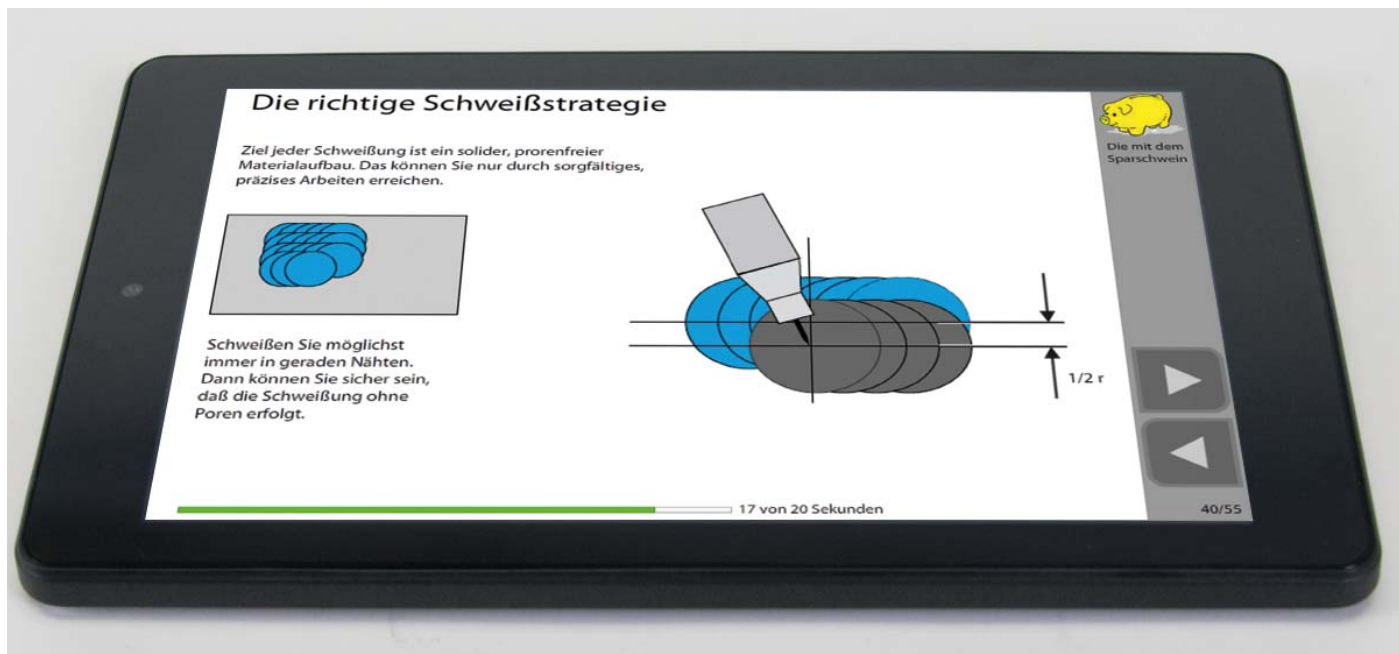 Die richtige Schweißstrategie
Ziel jeder Schweißung ist ein solider, prorenfreier
Materialaufbau. Das können Sie nur durch sorgfältiges,
präzises Arbeiten erreichen.
Schweißen Sie möglichst
immer in geraden Nähten.
Dann können Sie sicher sein,
daß die Schweißung ohne
Poren erfolgt.
1/2 r
17 von 20 Sekunden
Die mit dem
Sparschwein
40/55